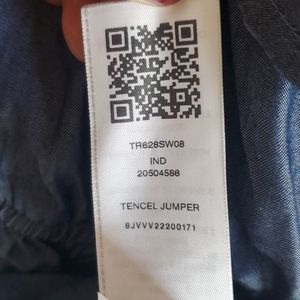 TR628SW08
IND
20504588
TENCEL JUMPER
8JVVV22200171